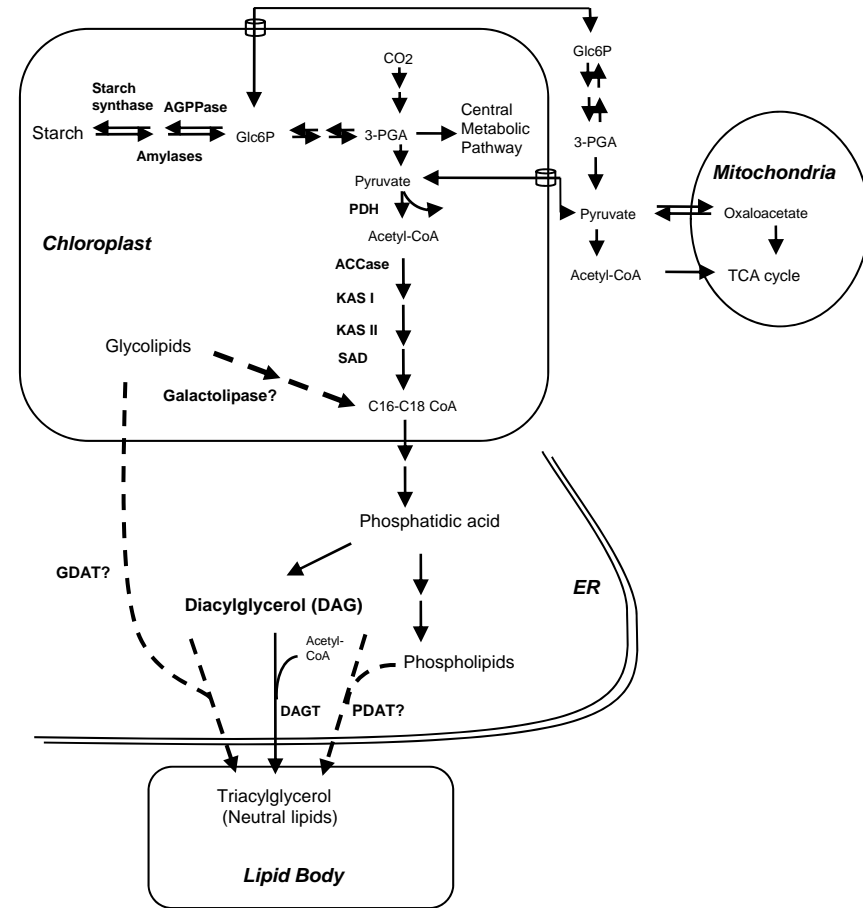 Glc6P
CO2
Starch
synthase
AGPPase
Starch
Amylases
Glc6P
3-PGA
Central
Metabolic
Pathway
3-PGA
Mitochondria
Pyruvate
PDH
Pyruvate
Oxaloacetate
Chloroplast
Acetyl-CoA
ACCase
Acetyl-CoA
TCA cycle
KAS I
KAS II
Glycolipids
SAD
Galactolipase?
C16-C18 CoA
Phosphatidic acid
GDAT?
ER
Diacylglycerol (DAG)
Acetyl-
CoA
Phospholipids
DAGT
PDAT?
Triacylglycerol
(Neutral lipids)
Lipid Body